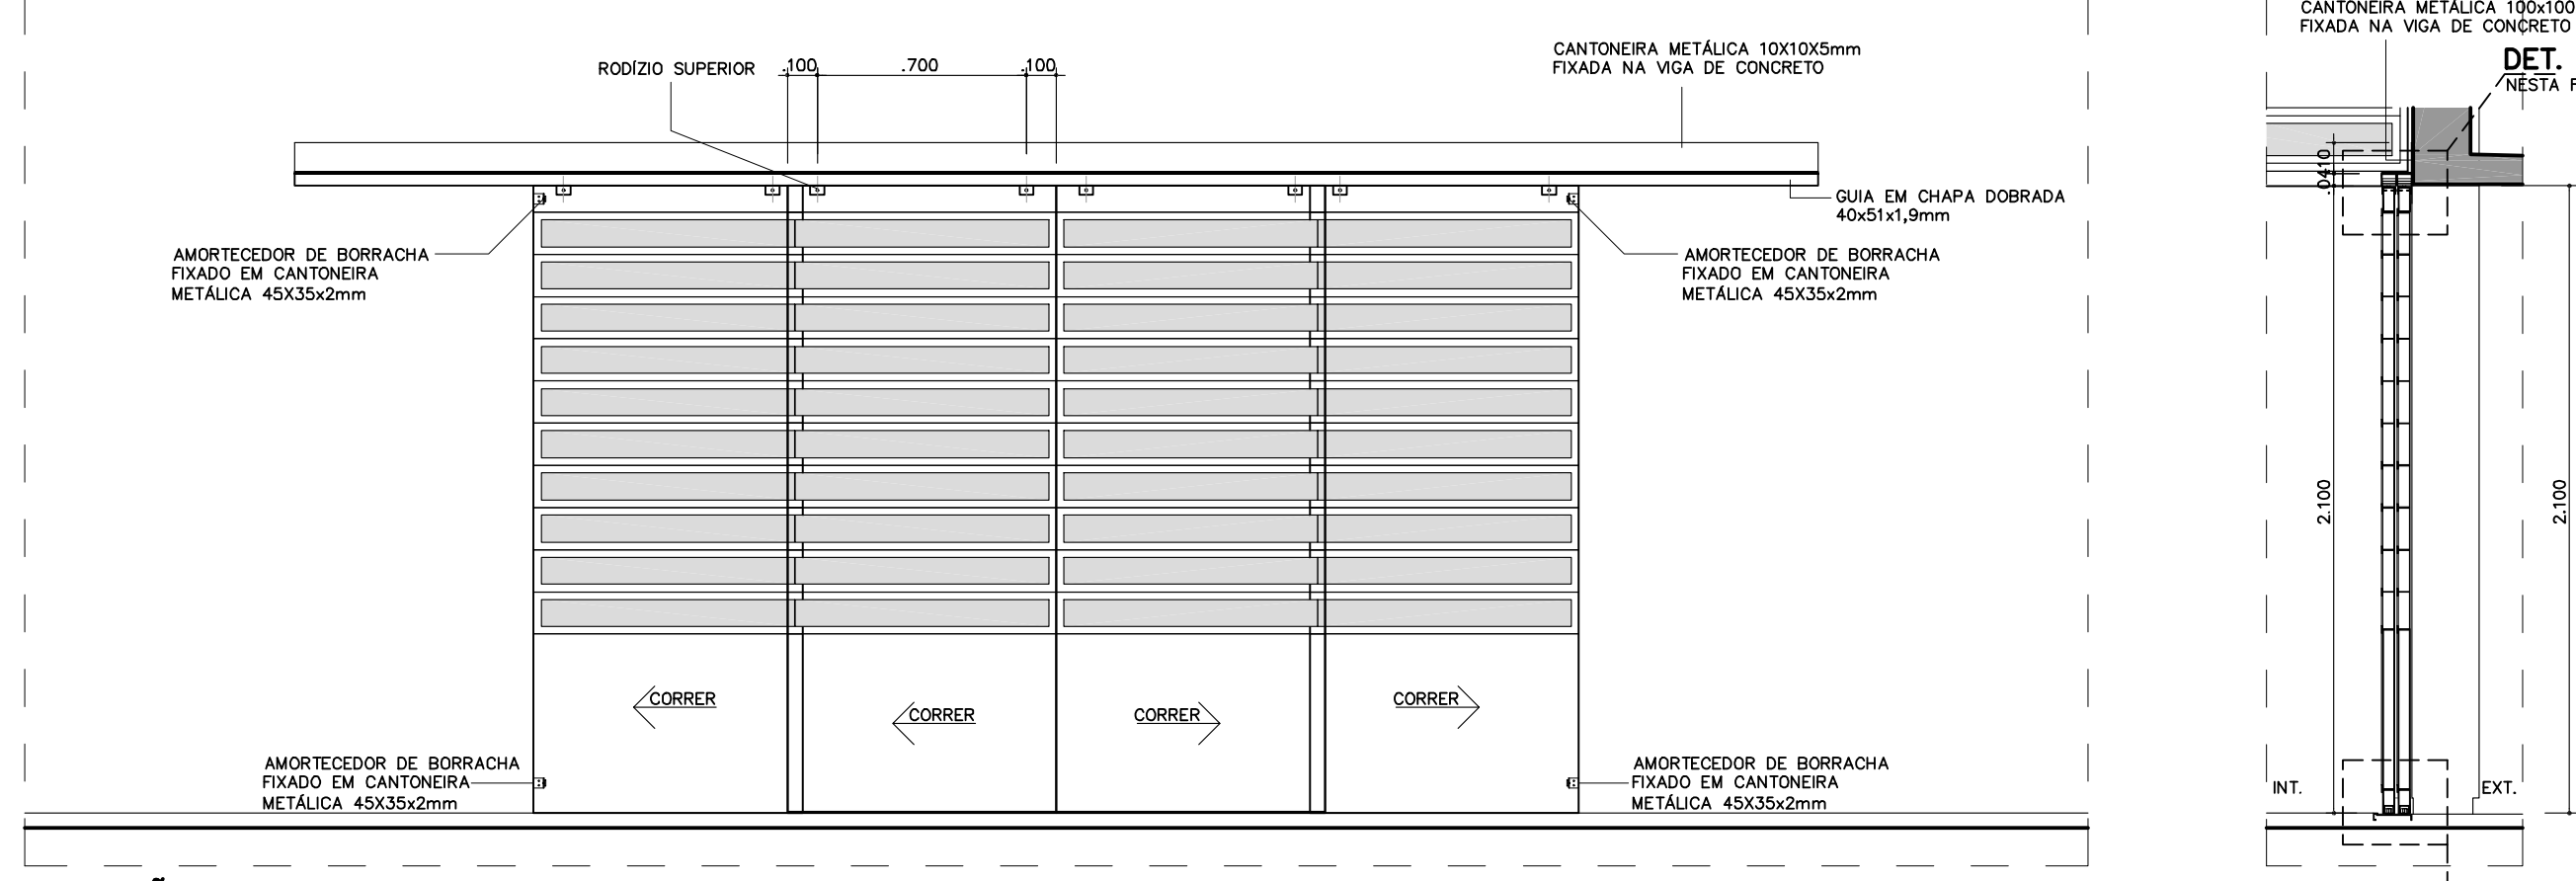 CANTONEIRA METÁLICA 100x100
FIXADA NA VIGA DE CONCRETO
DET.
NESTA F
CANTONEIRA METÁLICA 10X10X5mm
FIXADA NA VIGA DE CONCRETO
RODÍZIO SUPERIOR
.100
.700
.100
.0410
GUIA EM CHAPA DOBRADA
40x51x1,9mm
AMORTECEDOR DE BORRACHA
FIXADO EM CANTONEIRA
METÁLICA 45X35x2mm
AMORTECEDOR DE BORRACHA
FIXADO EM CANTONEIRA
METÁLICA 45X35x2mm
2.100
2.100
CORRER
CORRER
CORRER
CORRER
AMORTECEDOR DE BORRACHA
FIXADO EM CANTONEIRA
METÁLICA 45X35x2mm
AMORTECEDOR DE BORRACHA
FIXADO EM CANTONEIRA
METÁLICA 45X35x2mm
INT.
EXT.